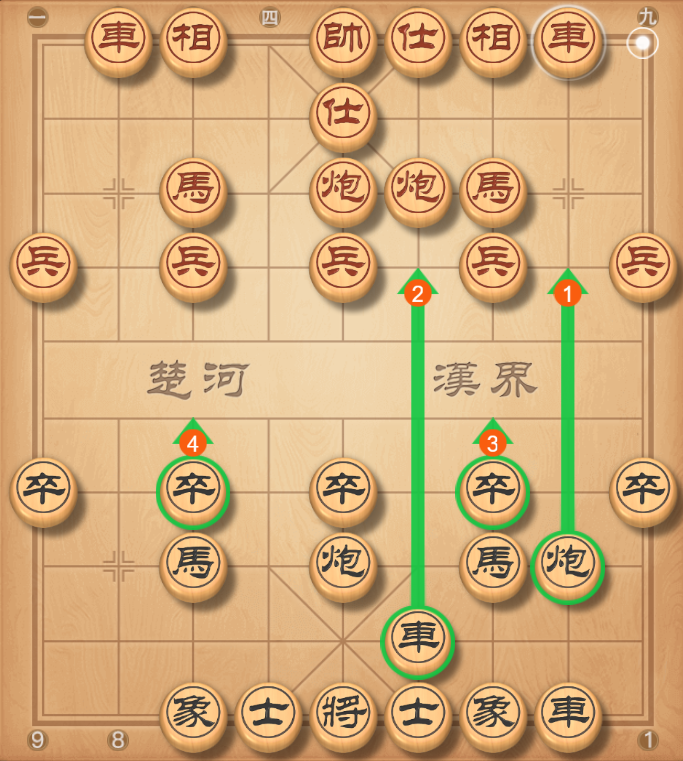 一 四 九
車 相 帥 仕 相 車
仕
馬 炮 炮 馬
兵 兵 兵 兵 兵
2 1
楚河 漢界
4 3
卒 卒 卒 卒 卒
馬 炮 馬 炮
車
象 士 將 士 象 車
9 8 1